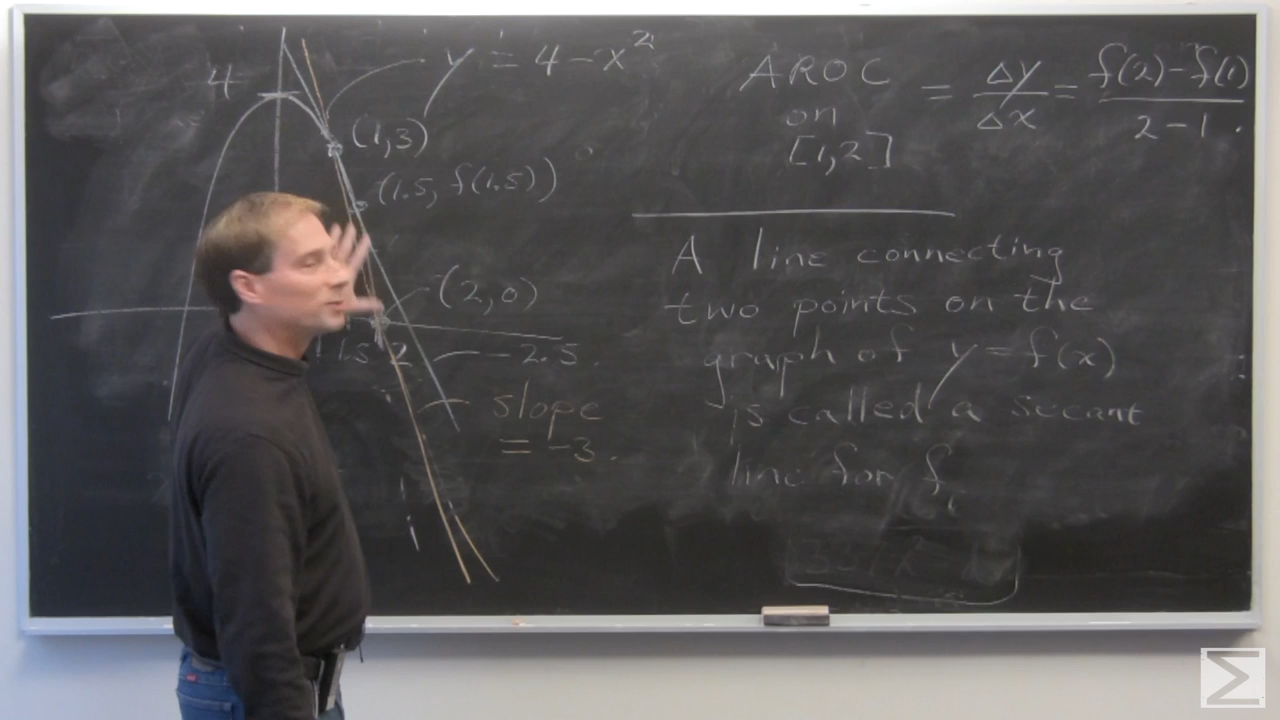 4
y = 4 - x²
(1,3)
(1.5, f(1.5))
(2,0)
1.5 2
-2.5
slope
= -3.
AROC
on
[1,2]
= Δy/Δx = f(2)-f(1)/2-1.
A line connecting
two points on the
graph of y = f(x)
is called a secant
line for f.
Σ